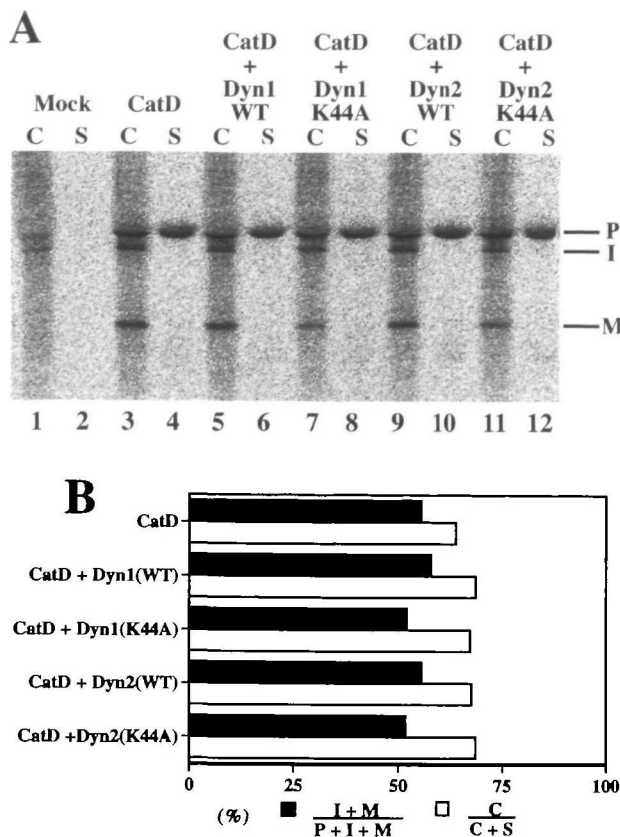 A
CatD CatD CatD CatD
+ + + +
Dyn1 Dyn1 Dyn2 Dyn2
Mock CatD WT K44A WT K44A
C S C S C S C S C S C S
P
I
M
1 2 3 4 5 6 7 8 9 10 11 12
B
CatD
CatD + Dyn1(WT)
CatD + Dyn1(K44A)
CatD + Dyn2(WT)
CatD +Dyn2(K44A)
0 25 50 75 100
(%) I + M C
P + I + M C + S